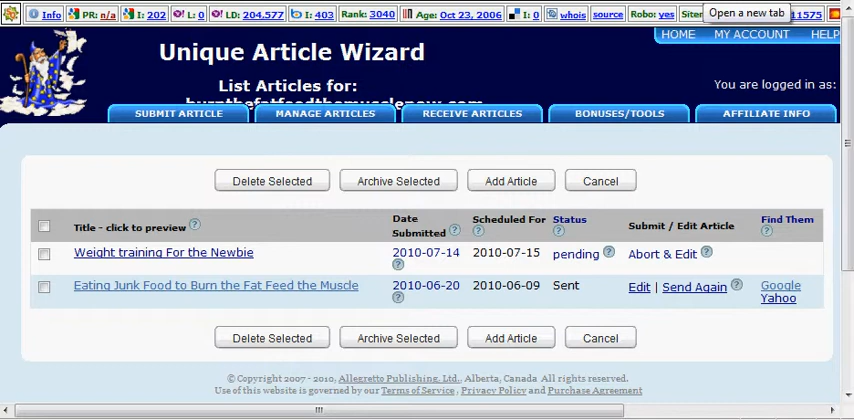 Info PR: n/a I: 202 L: 0 LD: 204,577 I: 403 Rank: 3040 Age: Oct 23, 2006 I: 0 whois source Robo: yes Open a new tab 11575
HOME MY ACCOUNT HELP
Unique Article Wizard
List Articles for:
burnthefatfeedthemusclenow.com
You are logged in as:
SUBMIT ARTICLE MANAGE ARTICLES RECEIVE ARTICLES BONUSES/TOOLS AFFILIATE INFO
Delete Selected Archive Selected Add Article Cancel
Title - click to preview ? Date Submitted ? Scheduled For ? Status ? Submit / Edit Article Find Them ?
Weight training For the Newbie 2010-07-14 ? 2010-07-15 pending ? Abort & Edit ?
Eating Junk Food to Burn the Fat Feed the Muscle 2010-06-20 ? 2010-06-09 Sent Edit | Send Again ? Google
Yahoo
Delete Selected Archive Selected Add Article Cancel
© Copyright 2007 - 2010, Allegretto Publishing, Ltd., Alberta, Canada All rights reserved.
Use of this website is governed by our Terms of Service, Privacy Policy and Purchase Agreement